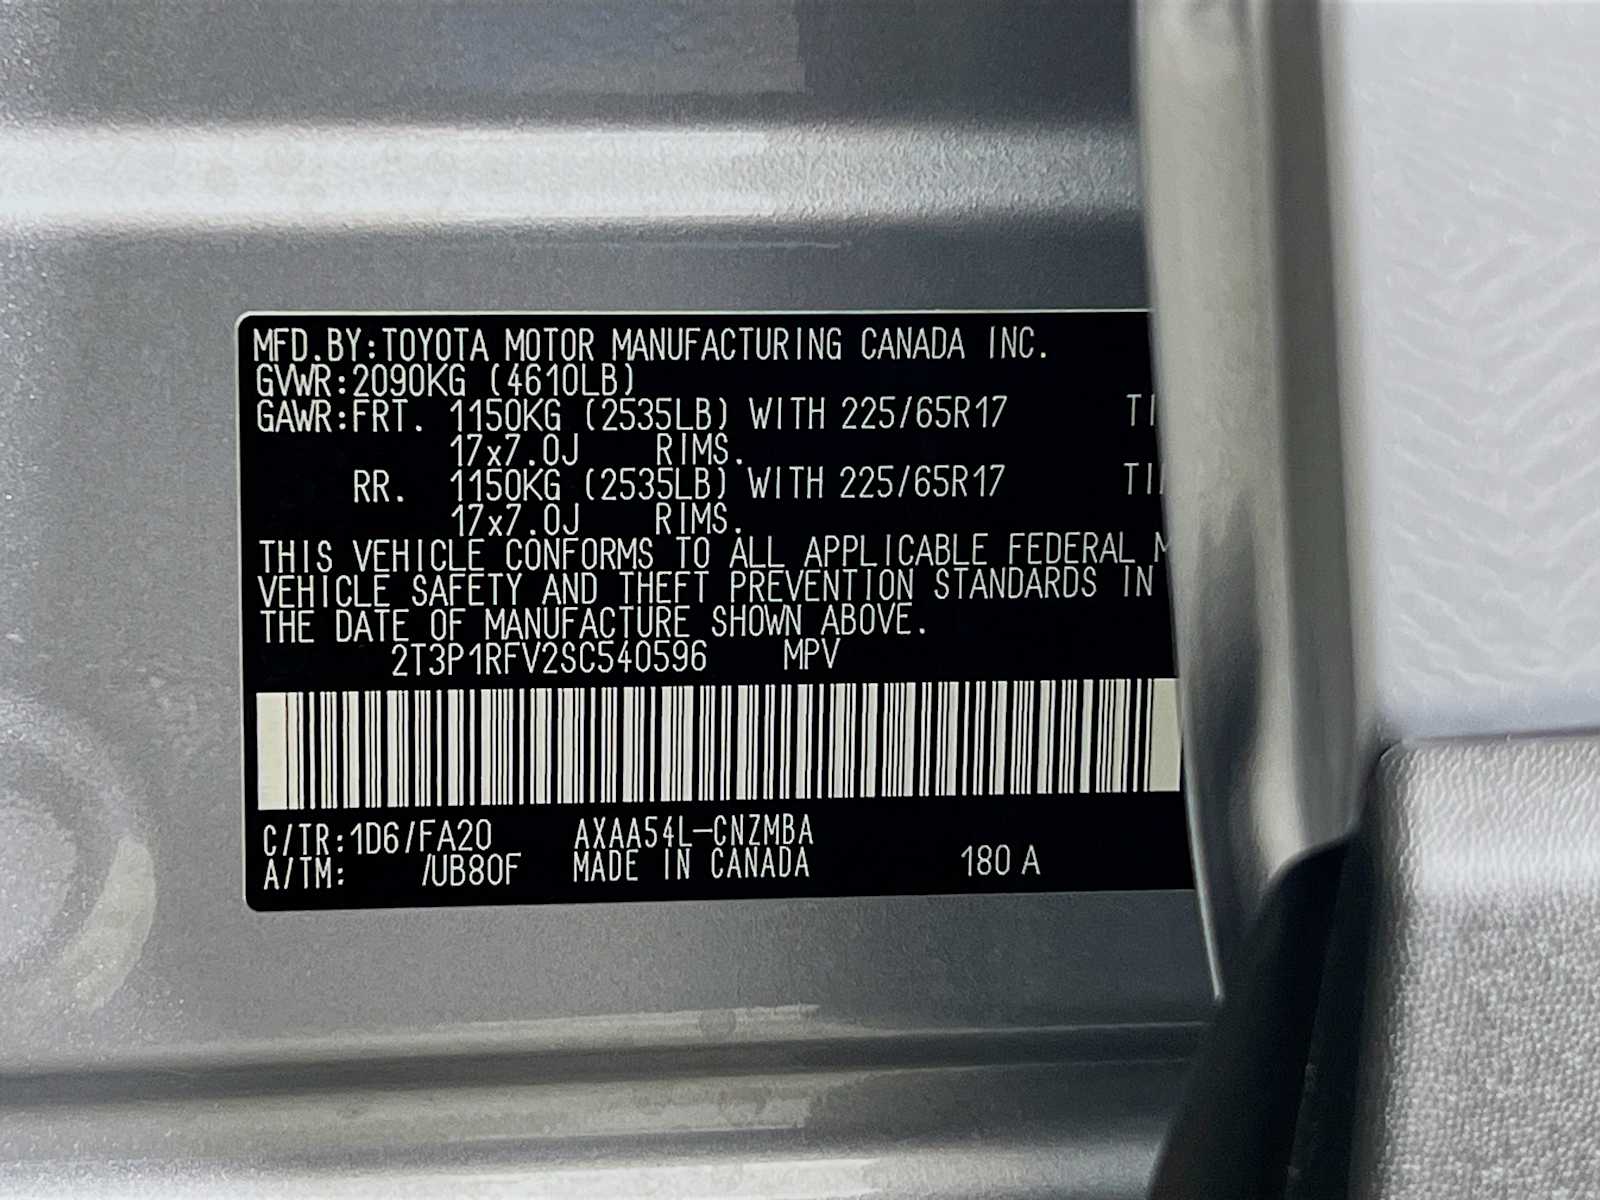 MFD.BY:TOYOTA MOTOR MANUFACTURING CANADA INC.
GVWR:2090KG (4610LB)
GAWR:FRT. 1150KG (2535LB) WITH 225/65R17
17x7.0J RIMS.
RR. 1150KG (2535LB) WITH 225/65R17
17x7.0J RIMS.
THIS VEHICLE CONFORMS TO ALL APPLICABLE FEDERAL
VEHICLE SAFETY AND THEFT PREVENTION STANDARDS IN
THE DATE OF MANUFACTURE SHOWN ABOVE.
2T3P1RFV2SC540596 MPV
C/TR:1D6/FA20 AXAA54L-CNZMBA
A/TM: /UB80F MADE IN CANADA 180 A